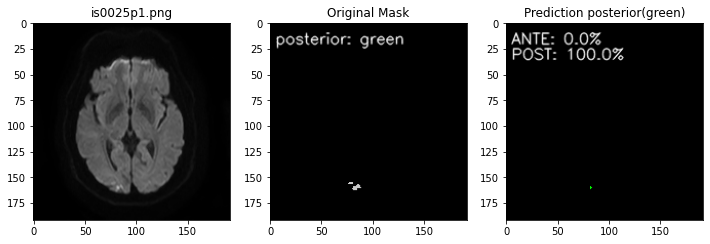 is0025p1.png
Original Mask
Prediction posterior(green)
posterior: green
ANTE: 0.0%
POST: 100.0%
0
25
50
75
100
125
150
175
0 50 100 150
0
25
50
75
100
125
150
175
0 50 100 150
0
25
50
75
100
125
150
175
0 50 100 150